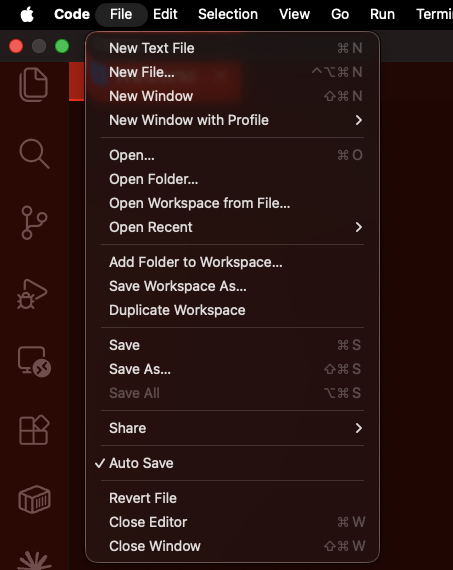 Code File Edit Selection View Go Run Termi
New Text File ⌘ N
New File... ⌃⌥⌘ N
New Window ⇧⌘ N
New Window with Profile
Open... ⌘ O
Open Folder...
Open Workspace from File...
Open Recent
Add Folder to Workspace...
Save Workspace As...
Duplicate Workspace
Save ⌘ S
Save As... ⇧⌘ S
Save All ⌥⌘ S
Share
✓ Auto Save
Revert File
Close Editor ⌘ W
Close Window ⇧⌘ W